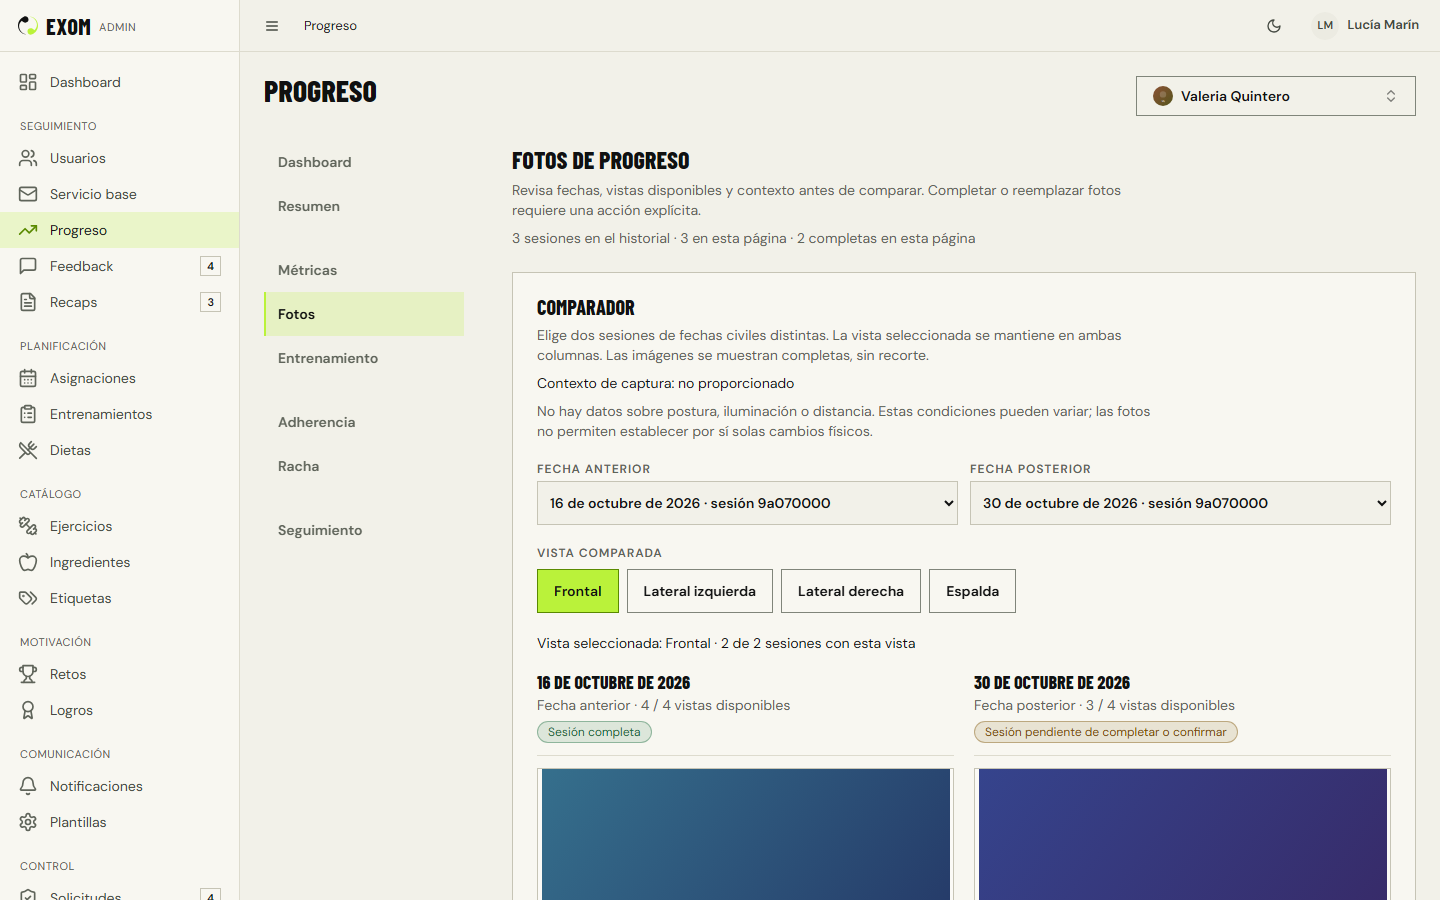 EXOM ADMIN
Progreso
LM Lucía Marín
Dashboard
SEGUIMIENTO
Usuarios
Servicio base
Progreso
Feedback 4
Recaps 3
PLANIFICACIÓN
Asignaciones
Entrenamientos
Dietas
CATÁLOGO
Ejercicios
Ingredientes
Etiquetas
MOTIVACIÓN
Retos
Logros
COMUNICACIÓN
Notificaciones
Plantillas
CONTROL
Solicitudes 4
PROGRESO
Valeria Quintero
Dashboard
Resumen
Métricas
Fotos
Entrenamiento
Adherencia
Racha
Seguimiento
FOTOS DE PROGRESO
Revisa fechas, vistas disponibles y contexto antes de comparar. Completar o reemplazar fotos
requiere una acción explícita.
3 sesiones en el historial · 3 en esta página · 2 completas en esta página
COMPARADOR
Elige dos sesiones de fechas civiles distintas. La vista seleccionada se mantiene en ambas
columnas. Las imágenes se muestran completas, sin recorte.
Contexto de captura: no proporcionado
No hay datos sobre postura, iluminación o distancia. Estas condiciones pueden variar; las fotos
no permiten establecer por sí solas cambios físicos.
FECHA ANTERIOR
16 de octubre de 2026 · sesión 9a070000
FECHA POSTERIOR
30 de octubre de 2026 · sesión 9a070000
VISTA COMPARADA
Frontal
Lateral izquierda
Lateral derecha
Espalda
Vista seleccionada: Frontal · 2 de 2 sesiones con esta vista
16 DE OCTUBRE DE 2026
Fecha anterior · 4 / 4 vistas disponibles
Sesión completa
30 DE OCTUBRE DE 2026
Fecha posterior · 3 / 4 vistas disponibles
Sesión pendiente de completar o confirmar